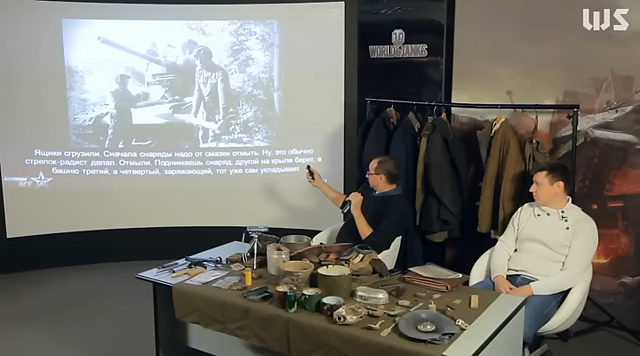 Ящики сгрузили. Сначала снаряды надо от смазки отмыть. Ну, это обычно
стрелок-радист делал. Отмыли. Поднимаешь снаряд, другой на крыле берет, в
башню третий, а четвертый, заряжающий, тот уже сам укладывает
WORLD OF TANKS
WS